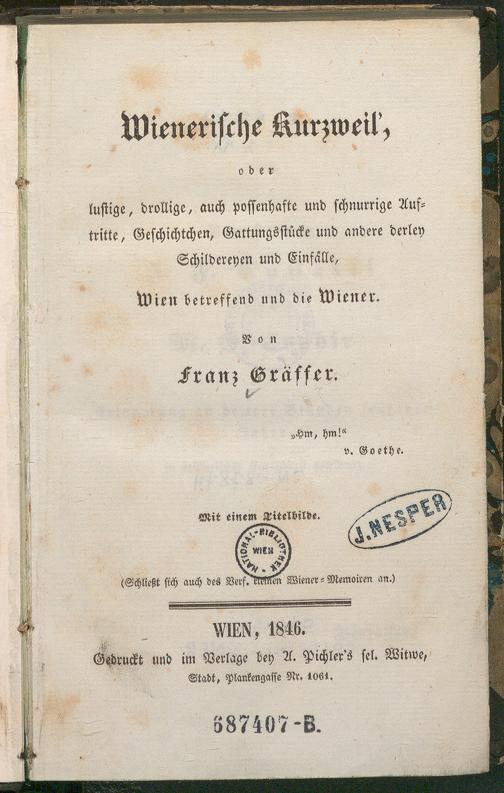 Wienerische Kurzweil',
oder
lustige, drollige, auch possenhafte und schnurrige Auf=
tritte, Geschichtchen, Gattungsstücke und andere derley
Schildereyen und Einfälle,
Wien betreffend und die Wiener.
Von
Franz Gräffer.
„Hm, hm!“
v. Goethe.
Mit einem Titelbilde.
J. NESPER
NATIONAL-BIBLIOTHEK
WIEN
(Schließt sich auch des Verf. kleinen Wiener=Memoiren an.)
WIEN, 1846.
Gedruckt und im Verlage bey A. Pichler's sel. Witwe,
Stadt, Plankengasse Nr. 1061.
687407-B.